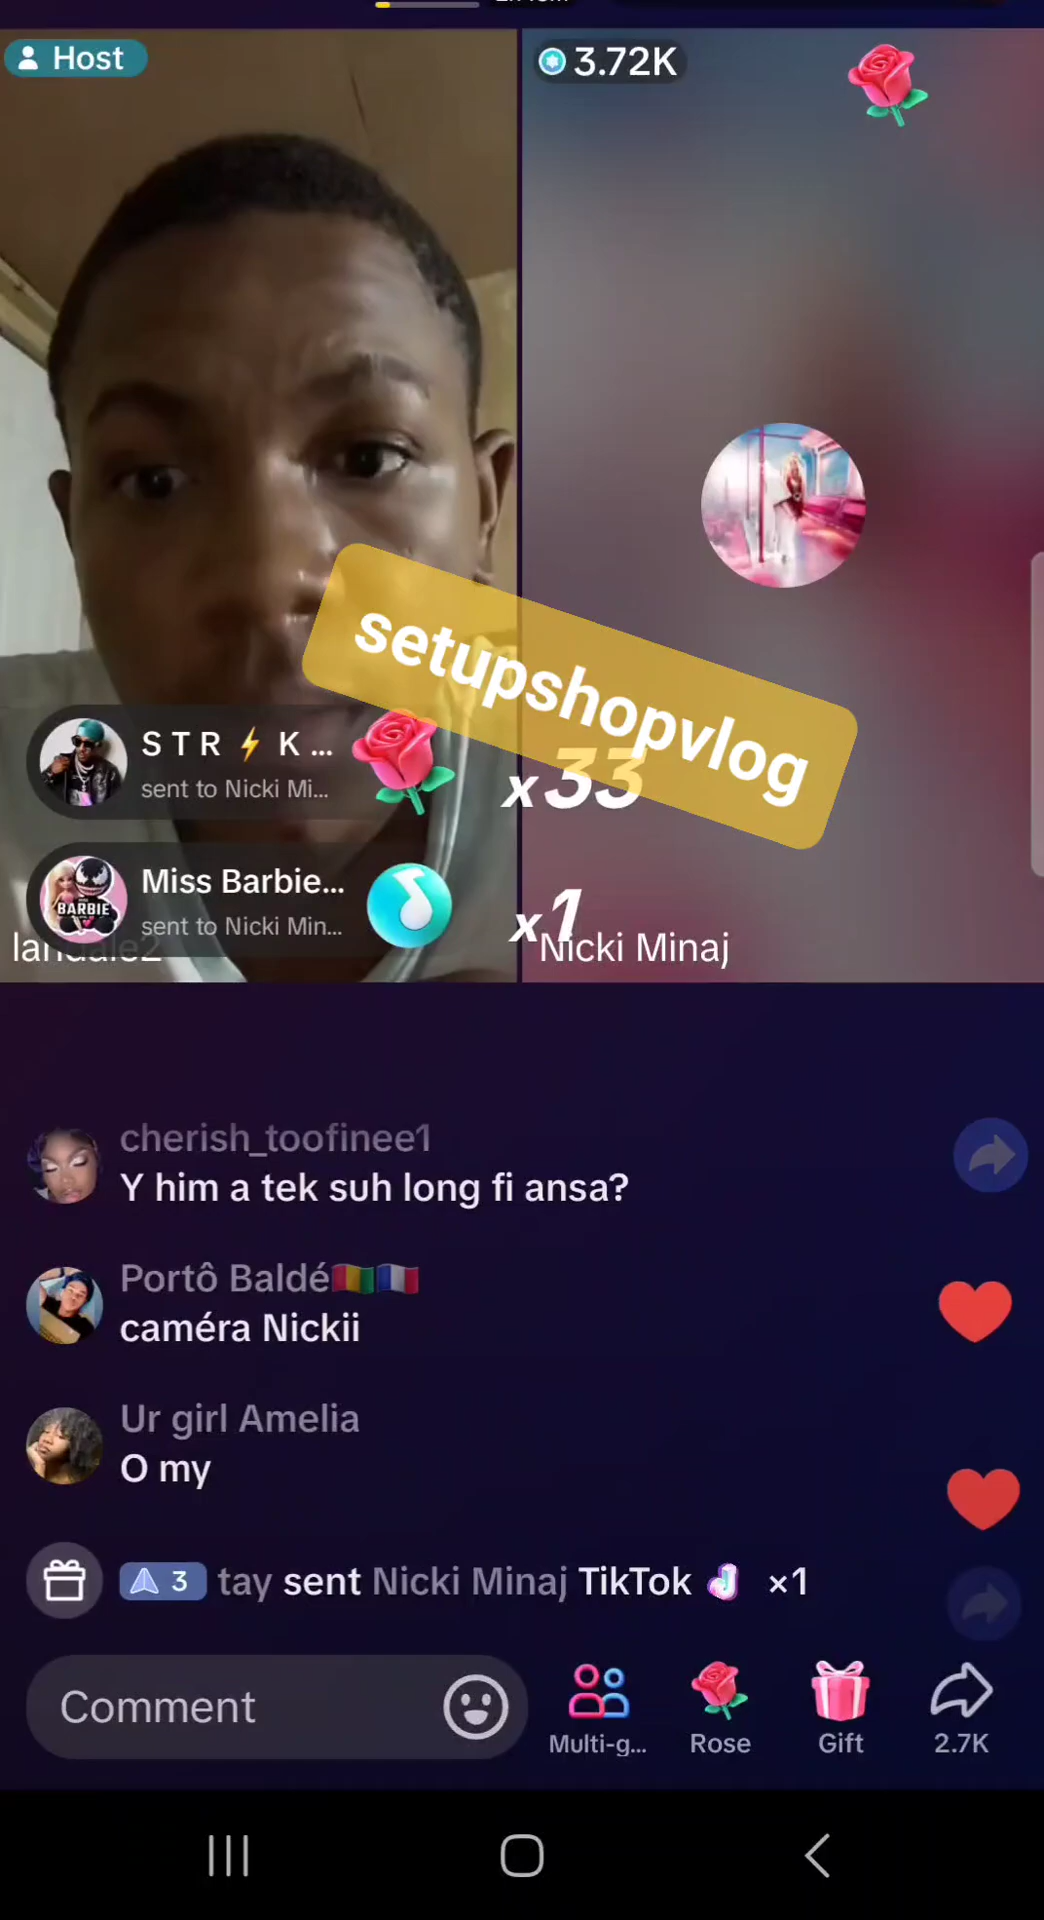 Host
3.72K
setupshopvlog
S T R ⚡ K ...
sent to Nicki Mi...
x33
Miss Barbie...
sent to Nicki Min...
x1
BARBIE
Nicki Minaj
cherish_toofinee1
Y him a tek suh long fi ansa?
Portô Baldé🇬🇳🇫🇷
caméra Nickii
Ur girl Amelia
O my
3 tay sent Nicki Minaj TikTok ×1
Comment
Multi-g...
Rose
Gift
2.7K